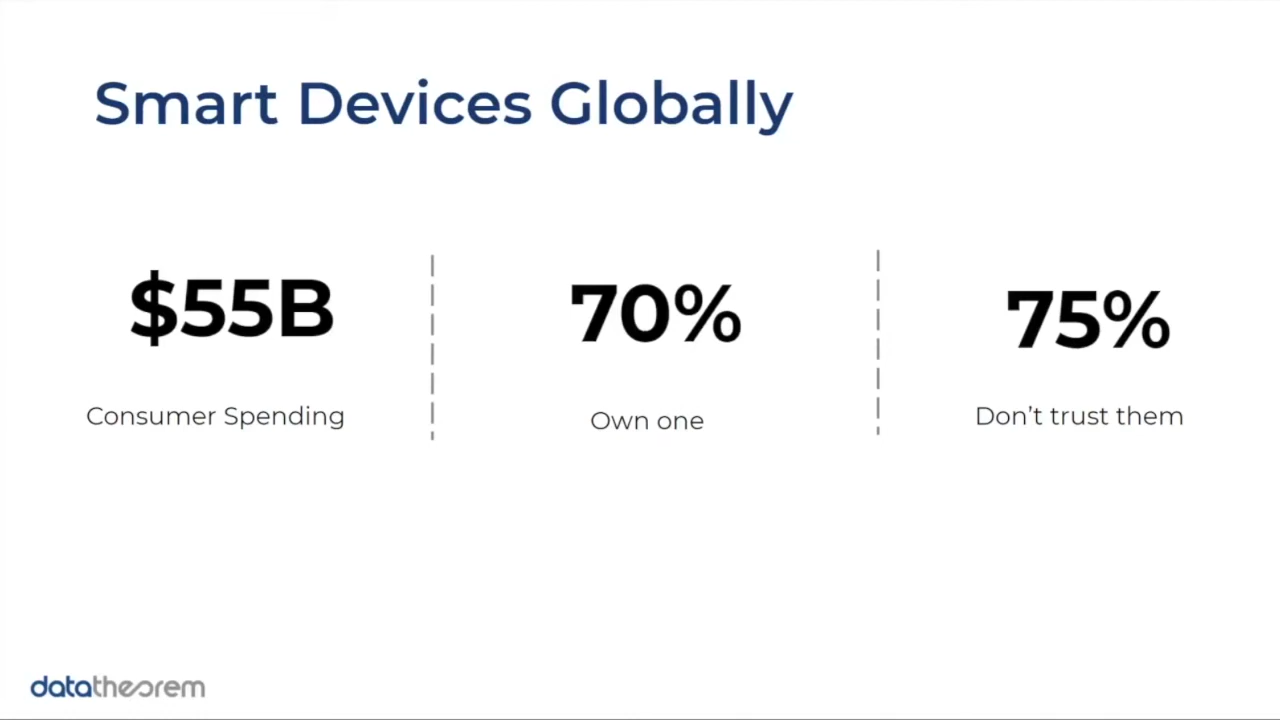 Smart Devices Globally
$55B
Consumer Spending
70%
Own one
75%
Don’t trust them
datatheorem